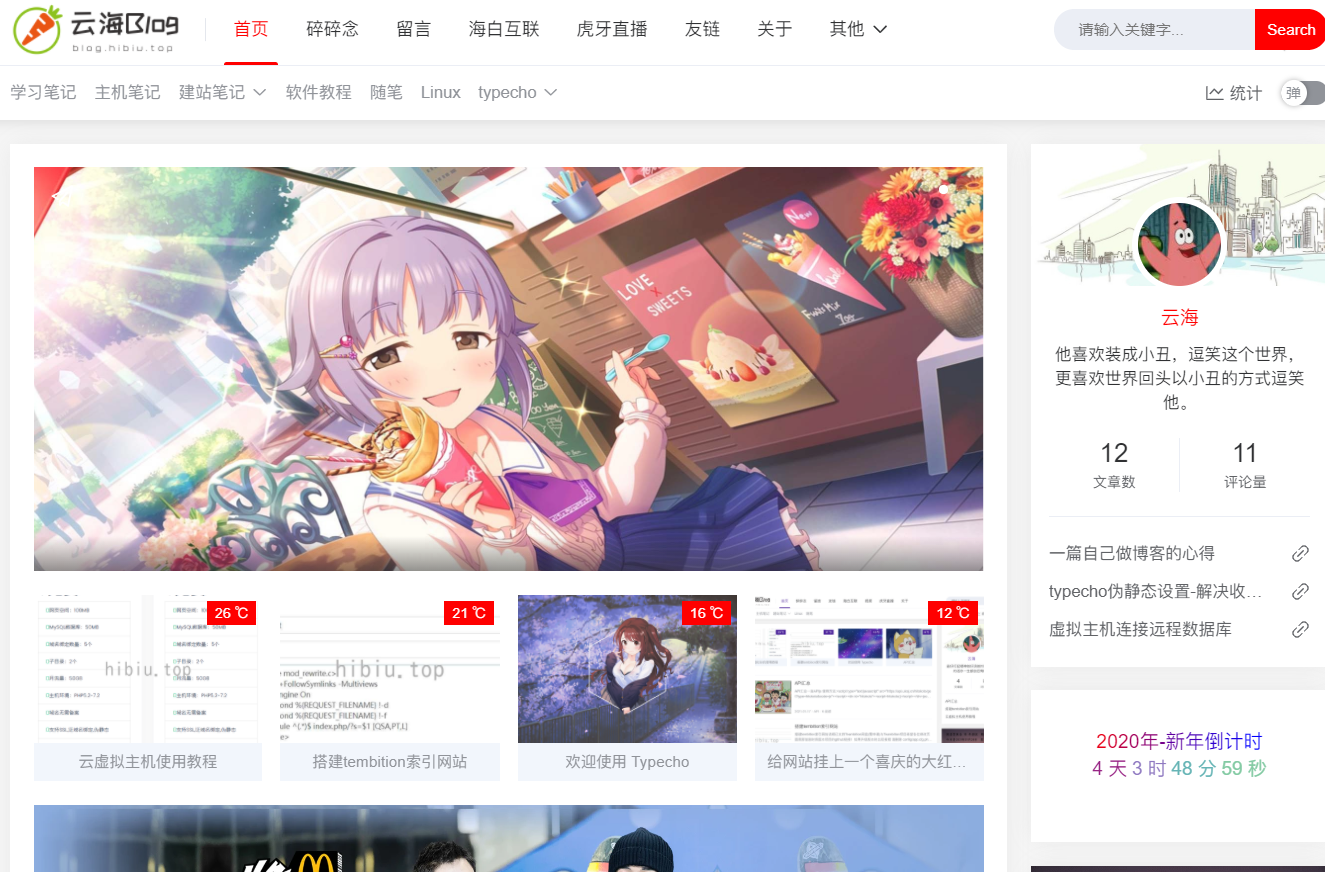 云海Blog
blog.hibiu.top
首页 碎碎念 留言 海白互联 虎牙直播 友链 关于 其他
请输入关键字... Search
学习笔记 主机笔记 建站笔记 软件教程 随笔 Linux typecho
统计 弹
New
LOVE
SWEETS
云海
他喜欢装成小丑，逗笑这个世界，
更喜欢世界回头以小丑的方式逗笑
他。
12 11
文章数 评论量
一篇自己做博客的心得
typecho伪静态设置-解决收...
虚拟主机连接远程数据库
26 ℃
21 ℃
16 ℃
12 ℃
hibiu.top
hibiu.top
mod_rewrite.c>
+FollowSymlinks -Multiviews
ngine On
ond %{REQUEST_FILENAME} !-d
ond %{REQUEST_FILENAME} !-f
ule ^(.*)$ index.php/?s=$1 [QSA,PT,L]
云虚拟主机使用教程
搭建tembition索引网站
欢迎使用 Typecho
给网站挂上一个喜庆的大红...
2020年-新年倒计时
4 天 3 时 48 分 59 秒